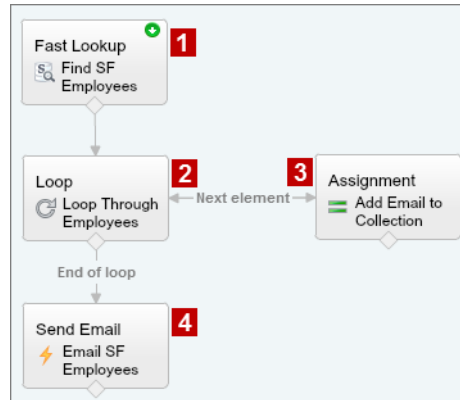 Fast Lookup
Find SF
Employees
1
Loop
Loop Through
Employees
2
Next element
3
Assignment
Add Email to
Collection
End of loop
Send Email
Email SF
Employees
4